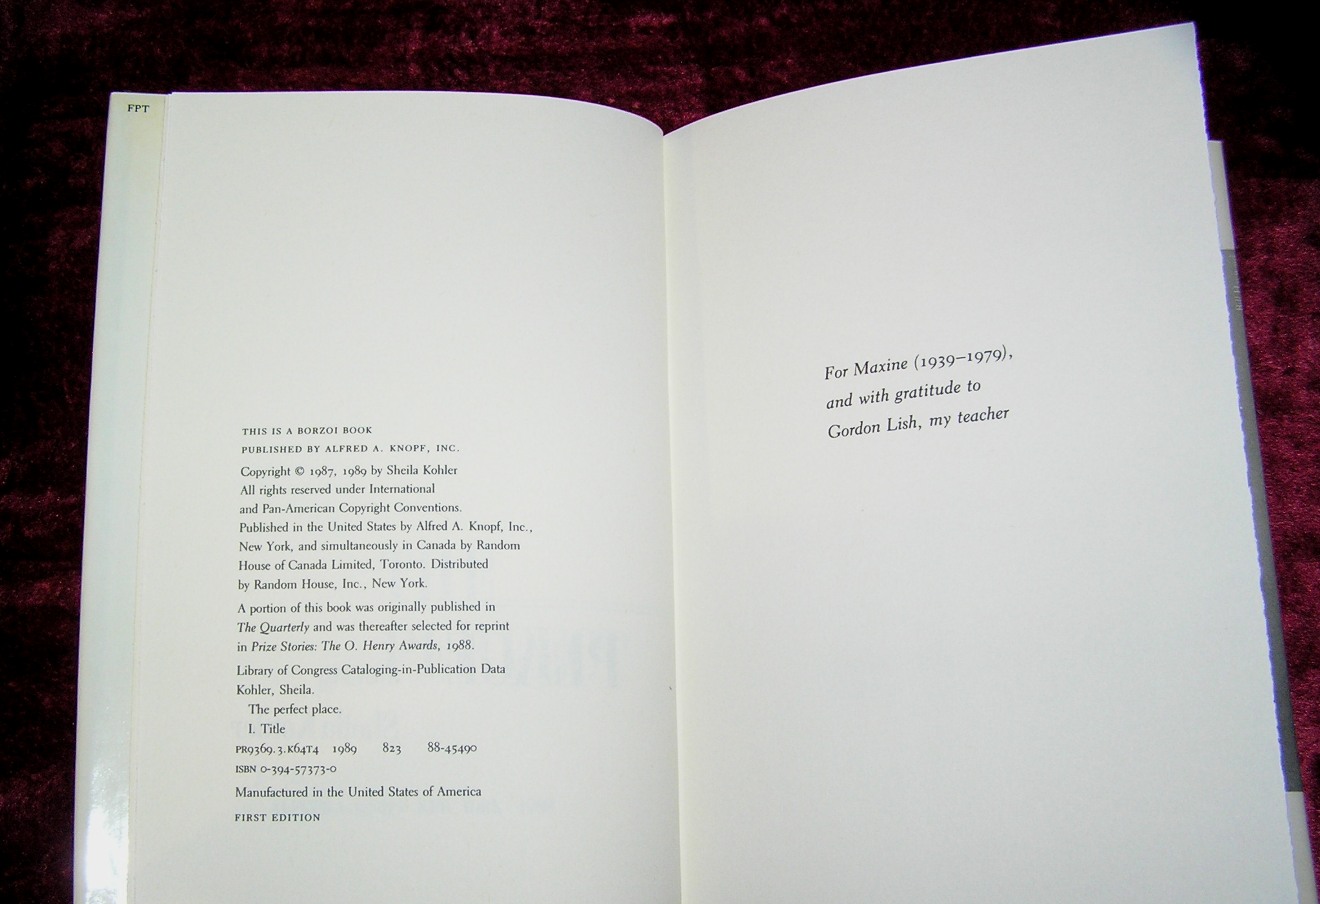 FPT
THIS IS A BORZOI BOOK
PUBLISHED BY ALFRED A. KNOPF, INC.
Copyright © 1987, 1989 by Sheila Kohler
All rights reserved under International
and Pan-American Copyright Conventions.
Published in the United States by Alfred A. Knopf, Inc.,
New York, and simultaneously in Canada by Random
House of Canada Limited, Toronto. Distributed
by Random House, Inc., New York.
A portion of this book was originally published in
The Quarterly and was thereafter selected for reprint
in Prize Stories: The O. Henry Awards, 1988.
Library of Congress Cataloging-in-Publication Data
Kohler, Sheila.
The perfect place.
I. Title
PR9369.3.K64T4 1989 823 88-45490
ISBN 0-394-57373-0
Manufactured in the United States of America
FIRST EDITION
For Maxine (1939–1979),
and with gratitude to
Gordon Lish, my teacher